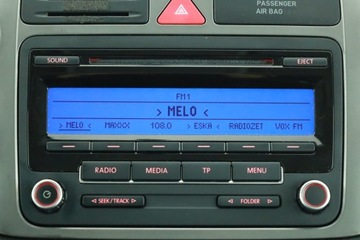 PASSENGER
AIR BAG
SOUND
EJECT
FM1
› MELO ‹
› MELO ‹ MAXXX 108.0 › ESKA ‹ RADIOZET VOX FM
RADIO MEDIA TP MENU
SEEK / TRACK FOLDER